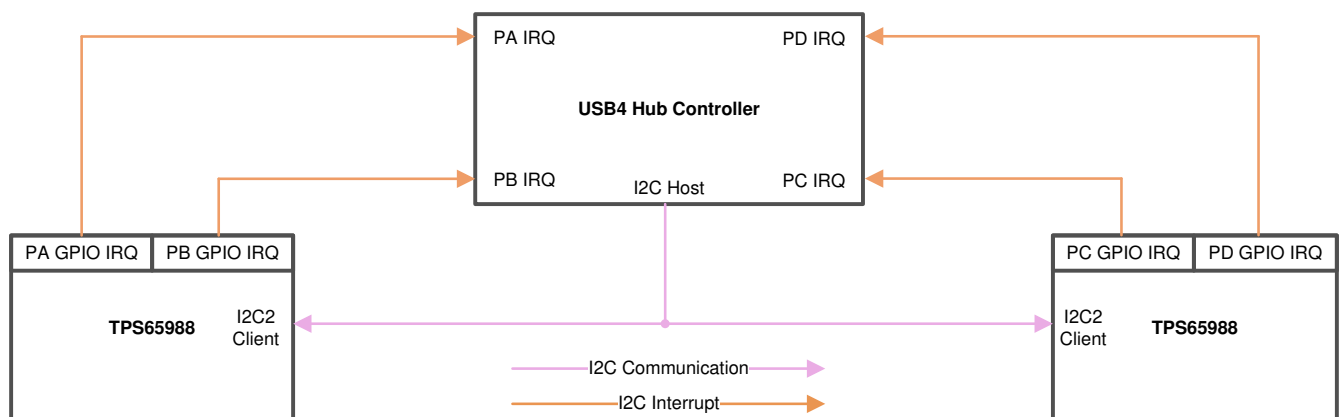 PA IRQ
PD IRQ
USB4 Hub Controller
PB IRQ
I2C Host
PC IRQ
PA GPIO IRQ
PB GPIO IRQ
PC GPIO IRQ
PD GPIO IRQ
TPS65988
I2C2
Client
I2C2
Client
TPS65988
I2C Communication
I2C Interrupt